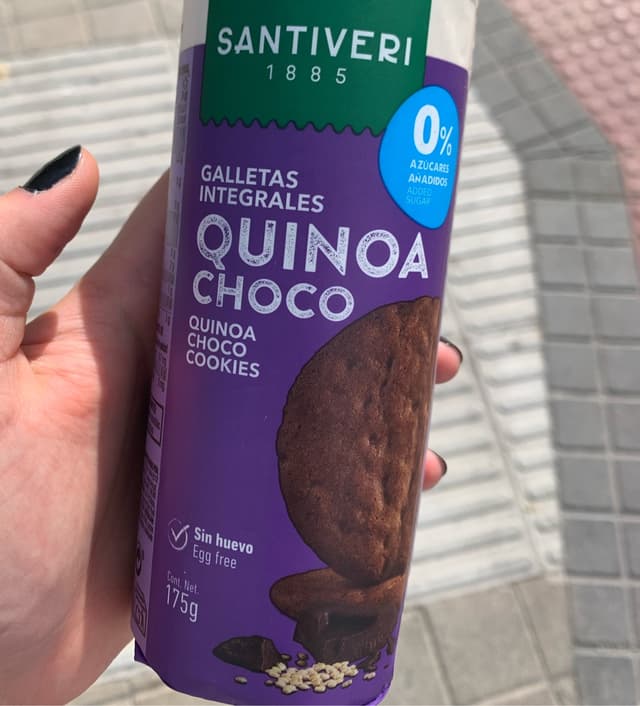 SANTIVERI
1885
0%
AZÚCARES
AÑADIDOS
ADDED
SUGAR
GALLETAS
INTEGRALES
QUINOA
CHOCO
QUINOA
CHOCO
COOKIES
Sin huevo
Egg free
Cont. Net.
175g